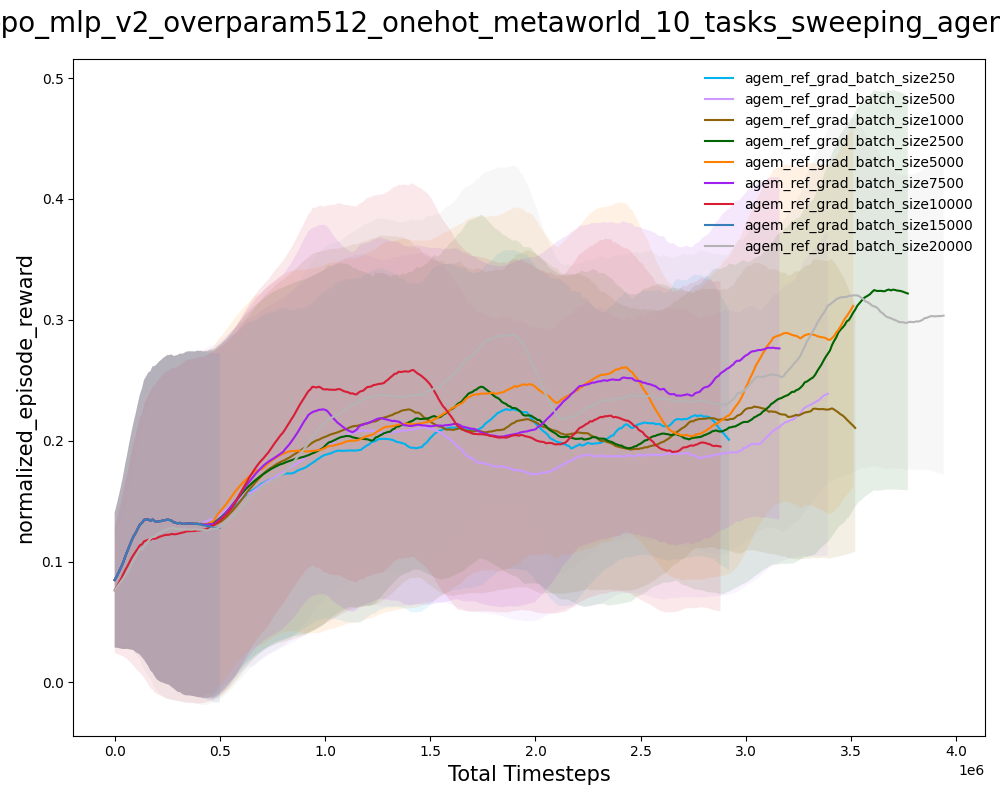 po_mlp_v2_overparam512_onehot_metaworld_10_tasks_sweeping_age
normalized_episode_reward
0.5
0.4
0.3
0.2
0.1
0.0
agem_ref_grad_batch_size250
agem_ref_grad_batch_size500
agem_ref_grad_batch_size1000
agem_ref_grad_batch_size2500
agem_ref_grad_batch_size5000
agem_ref_grad_batch_size7500
agem_ref_grad_batch_size10000
agem_ref_grad_batch_size15000
agem_ref_grad_batch_size20000
0.0 0.5 1.0 1.5 2.0 2.5 3.0 3.5 4.0
1e6
Total Timesteps